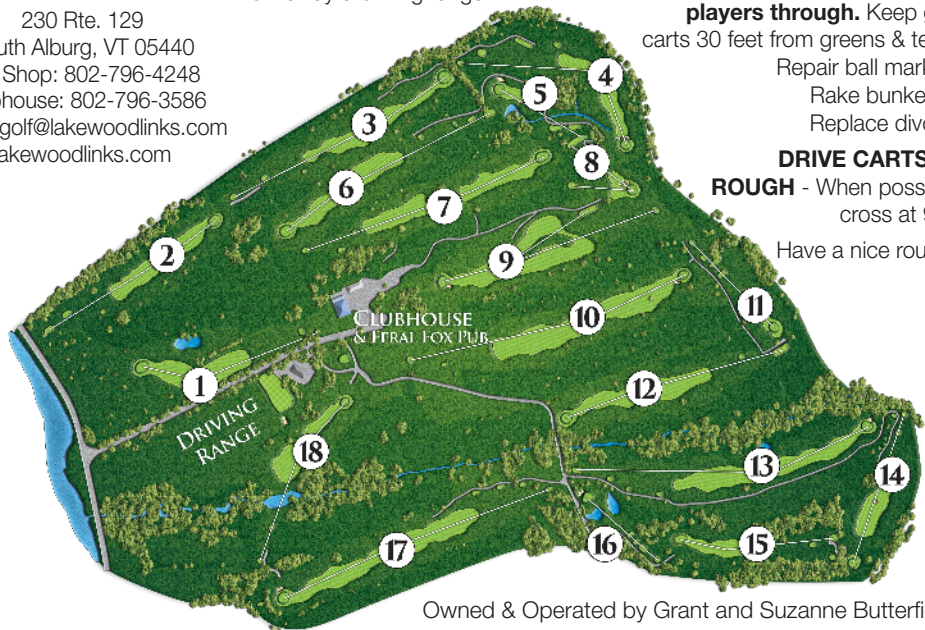 230 Rte. 129
uth Alburg, VT 05440
Shop: 802-796-4248
phouse: 802-796-3586
golf@lakewoodlinks.com
akewoodlinks.com
players through. Keep g
carts 30 feet from greens & te
Repair ball mark
Rake bunke
Replace divo
DRIVE CARTS
ROUGH - When poss
cross at 9
Have a nice rou
1
2
3
4
5
6
7
8
9
CLUBHOUSE
& FERAL FOX PUB
10
11
12
13
14
15
16
17
18
DRIVING
RANGE
Owned & Operated by Grant and Suzanne Butterfi